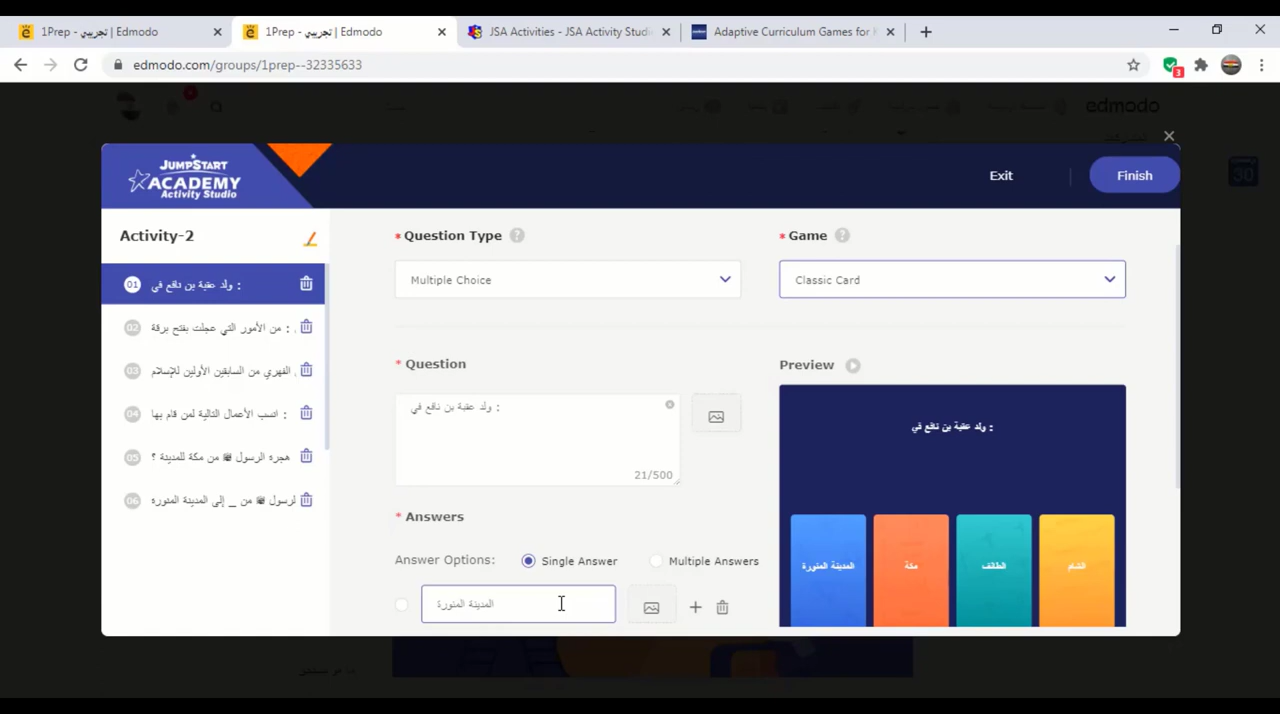 1Prep - تجريبي | Edmodo
1Prep - تجريبي | Edmodo
JSA Activities - JSA Activity Studi
Adaptive Curriculum Games for K
edmodo.com/groups/1prep--32335633
3
edmodo
30
JUMPSTART
ACADEMY
Activity Studio
Exit
Finish
Activity-2
01 ولد عقبة بن نافع في :
02 من الأمور التي عجلت بفتح برقة :
03 الفهري من السابقين الأولين للإسلام
04 انسب الأعمال التالية لمن قام بها :
05 هجره الرسول ﷺ من مكة للمدينة ؟
06 لرسول ﷺ من _ إلى المدينة المنورة
* Question Type ?
Multiple Choice
* Game ?
Classic Card
* Question
ولد عقبة بن نافع في :
21/500
Preview
ولد عقبة بن نافع في :
المدينة المنورة
مكة
الطائف
الشام
* Answers
Answer Options: Single Answer Multiple Answers
المدينة المنورة